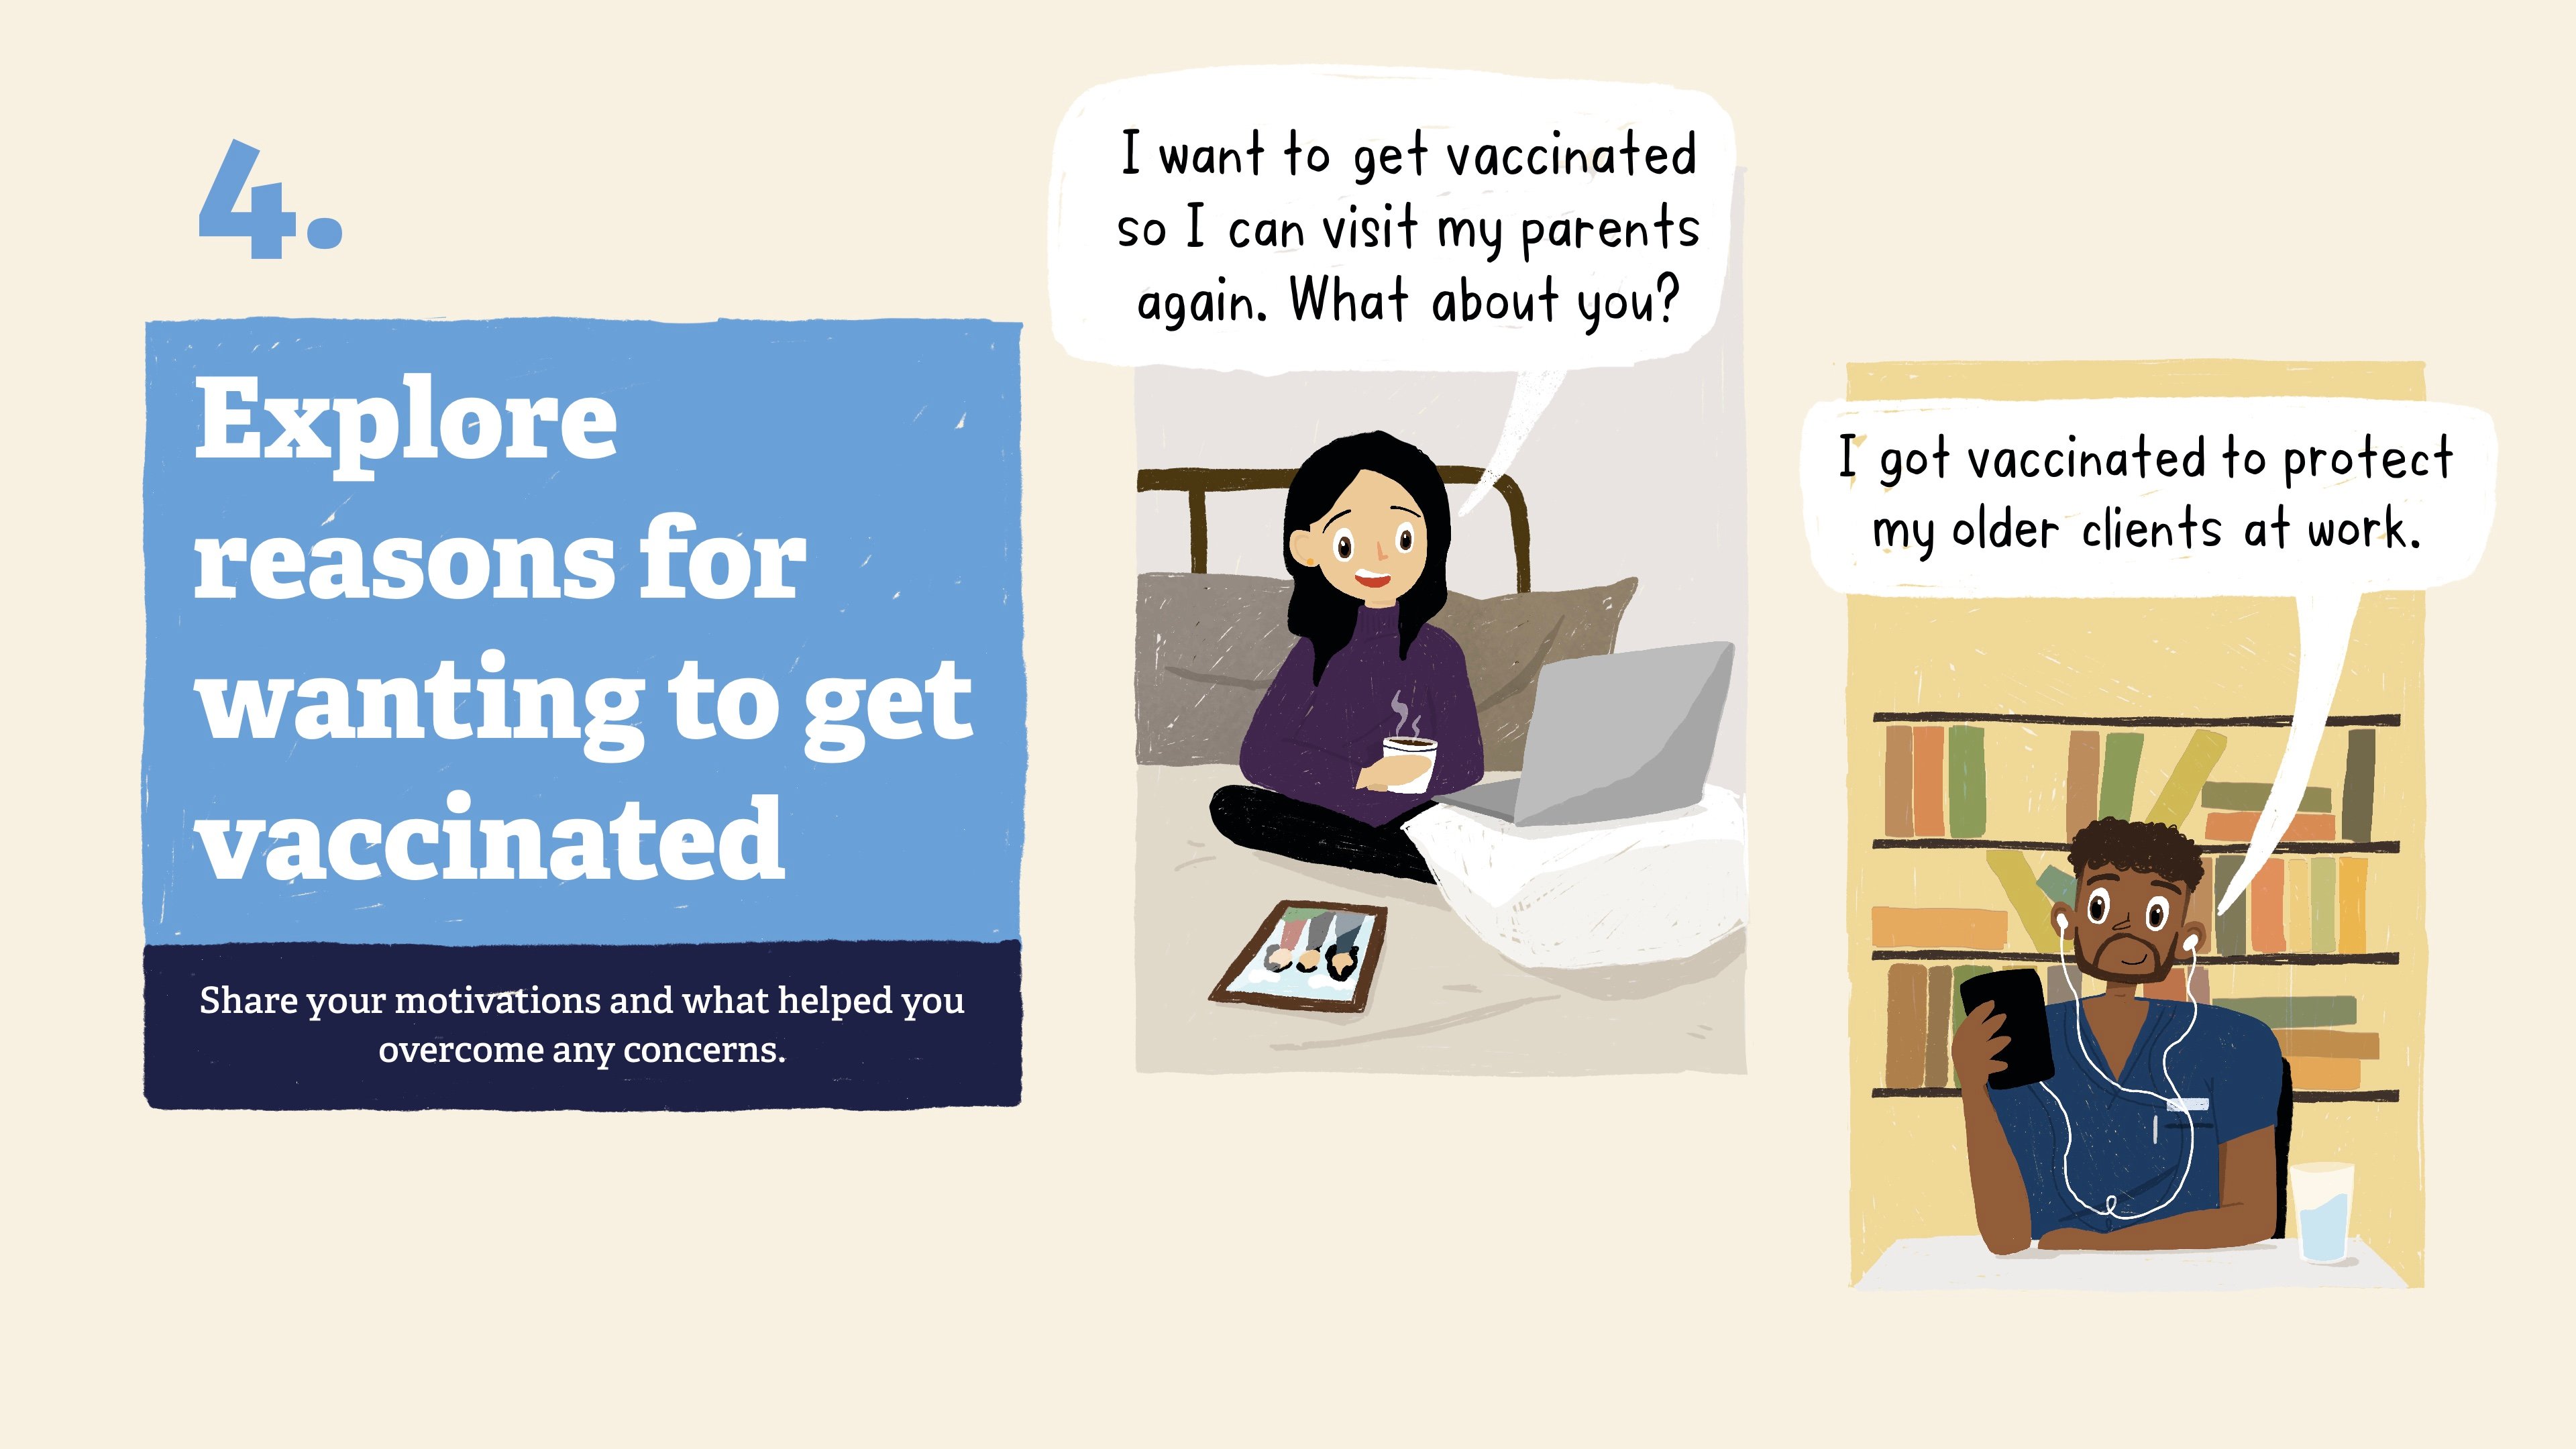 4.
Explore
reasons for
wanting to get
vaccinated
Share your motivations and what helped you
overcome any concerns.
I want to get vaccinated
so I can visit my parents
again. What about you?
I got vaccinated to protect
my older clients at work.